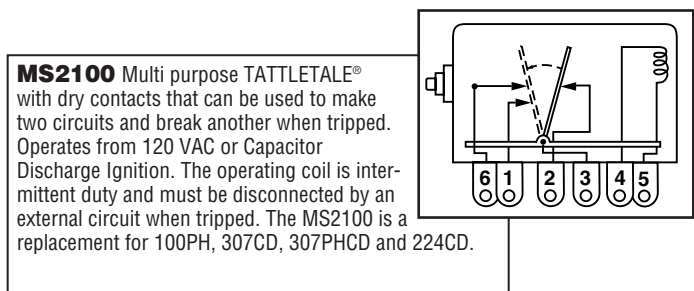 MS2100 Multi purpose TATTLETALE®
with dry contacts that can be used to make
two circuits and break another when tripped.
Operates from 120 VAC or Capacitor
Discharge Ignition. The operating coil is inter-
mittent duty and must be disconnected by an
external circuit when tripped. The MS2100 is a
replacement for 100PH, 307CD, 307PHCD and 224CD.
6 1 2 3 4 5